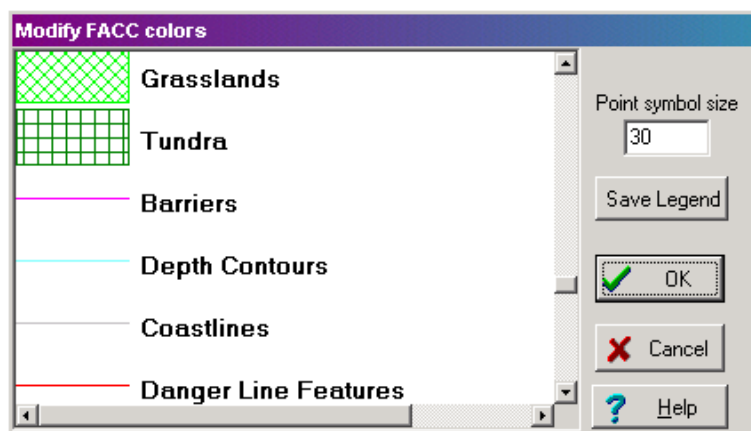 Modify FACC colors
Grasslands
Tundra
Barriers
Depth Contours
Coastlines
Danger Line Features
Point symbol size
30
Save Legend
OK
Cancel
Help